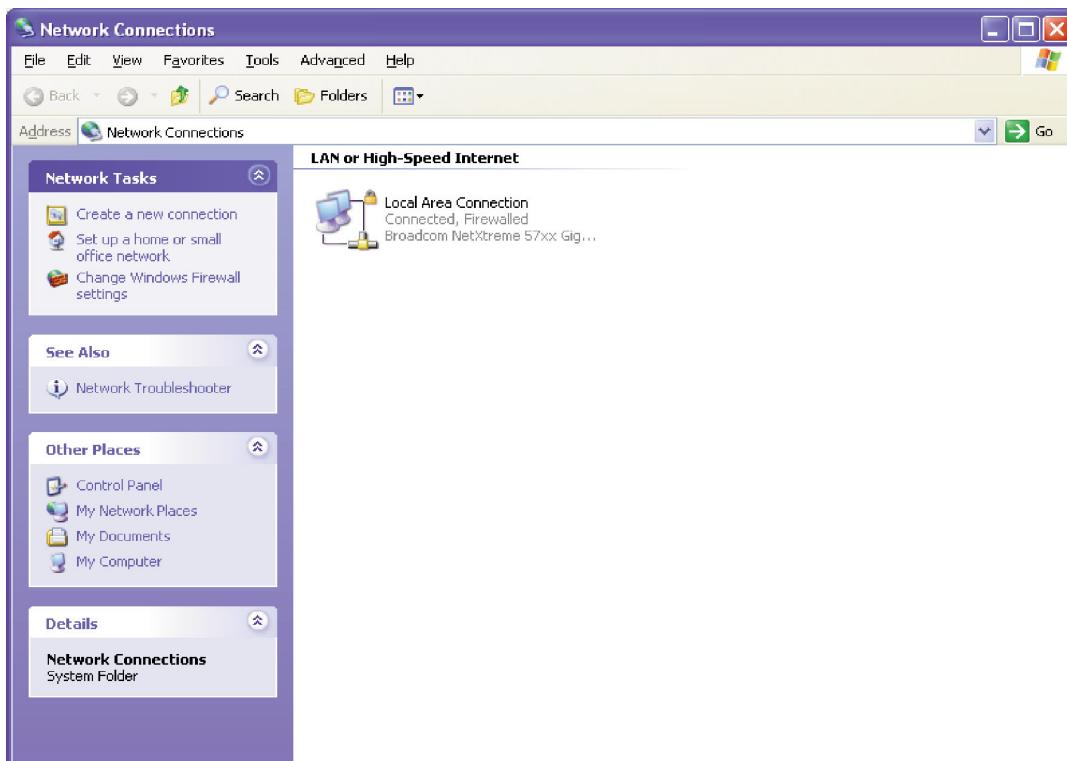 Network Connections
File Edit View Favorites Tools Advanced Help
Back Search Folders
Address Network Connections Go
Network Tasks
Create a new connection
Set up a home or small
office network
Change Windows Firewall
settings
See Also
Network Troubleshooter
Other Places
Control Panel
My Network Places
My Documents
My Computer
Details
Network Connections
System Folder
LAN or High-Speed Internet
Local Area Connection
Connected, Firewalled
Broadcom NetXtreme 57xx Gig...